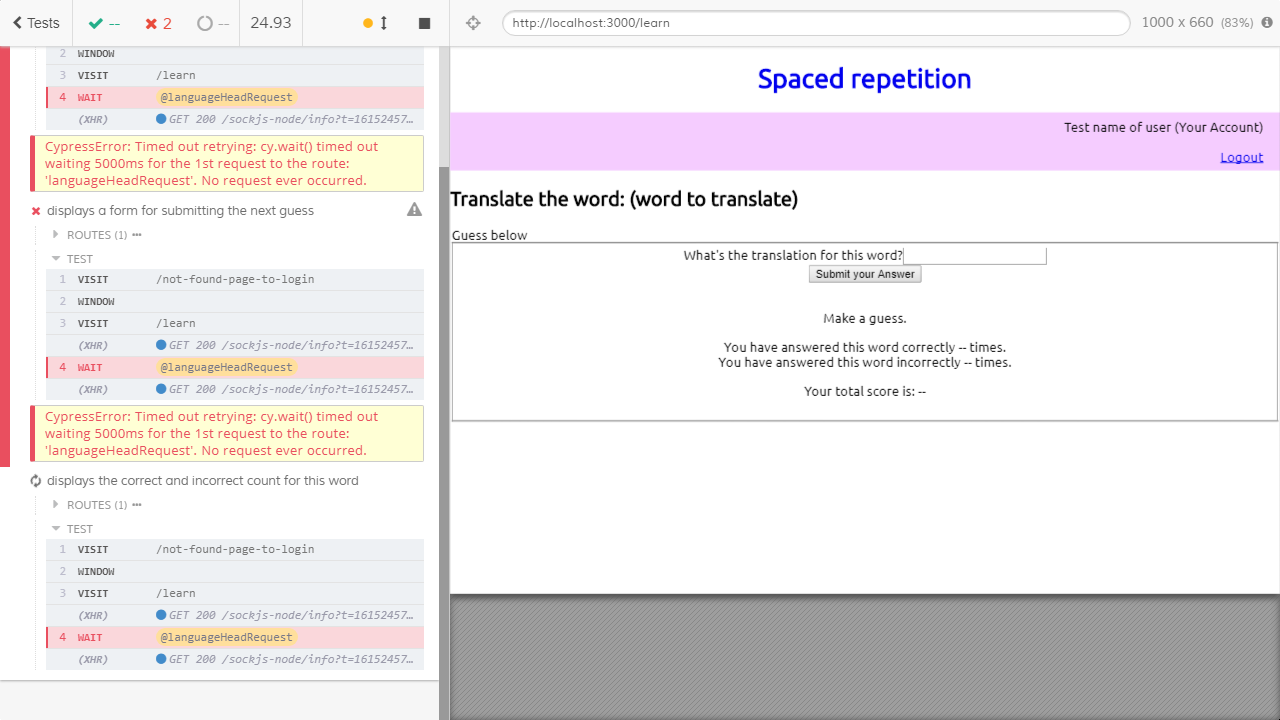 Tests
--
2
--
24.93
2 WINDOW
3 VISIT /learn
4 WAIT @languageHeadRequest
(XHR) GET 200 /sockjs-node/info?t=16152457…
CypressError: Timed out retrying: cy.wait() timed out
waiting 5000ms for the 1st request to the route:
'languageHeadRequest'. No request ever occurred.
displays a form for submitting the next guess
ROUTES (1)
TEST
1 VISIT /not-found-page-to-login
2 WINDOW
3 VISIT /learn
(XHR) GET 200 /sockjs-node/info?t=16152457…
4 WAIT @languageHeadRequest
(XHR) GET 200 /sockjs-node/info?t=16152457…
CypressError: Timed out retrying: cy.wait() timed out
waiting 5000ms for the 1st request to the route:
'languageHeadRequest'. No request ever occurred.
displays the correct and incorrect count for this word
ROUTES (1)
TEST
1 VISIT /not-found-page-to-login
2 WINDOW
3 VISIT /learn
(XHR) GET 200 /sockjs-node/info?t=16152457…
4 WAIT @languageHeadRequest
(XHR) GET 200 /sockjs-node/info?t=16152457…
http://localhost:3000/learn
1000 x 660 (83%)
Spaced repetition
Test name of user (Your Account)
Logout
Translate the word: (word to translate)
Guess below
What's the translation for this word?
Submit your Answer
Make a guess.
You have answered this word correctly -- times.
You have answered this word incorrectly -- times.
Your total score is: --